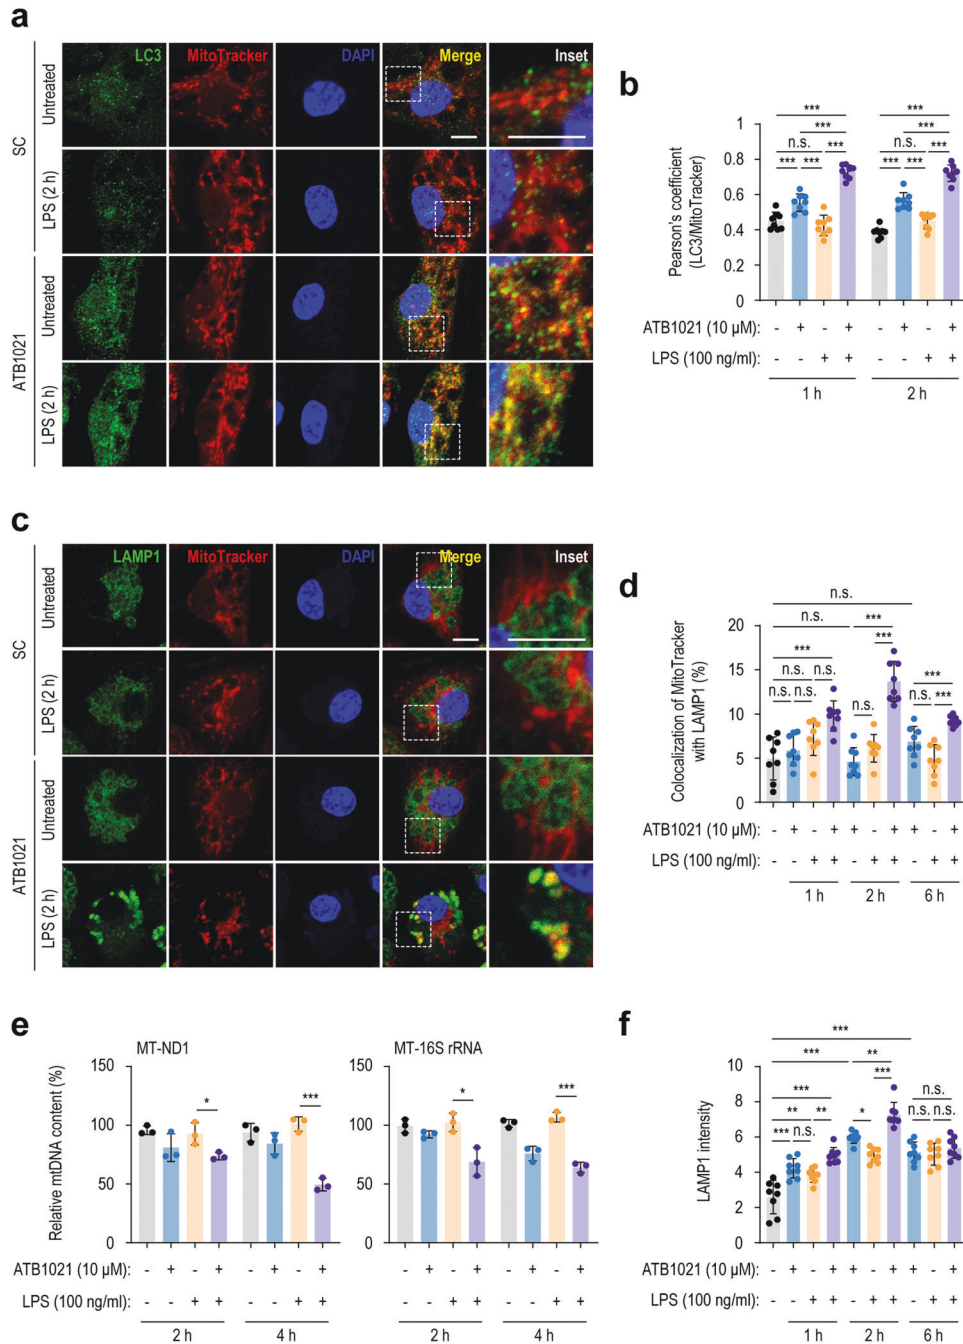 a
LC3 MitoTracker DAPI Merge Inset
SC
Untreated
LPS (2 h)
ATB1021
Untreated
LPS (2 h)
b
*** ***
*** ***
n.s. *** n.s. ***
*** *** *** ***
Pearson's coefficient
(LC3/MitoTracker)
1
0.8
0.6
0.4
0.2
0
ATB1021 (10 μM): - + - + - + - +
LPS (100 ng/ml): - - + + - - + +
1 h 2 h
c
LAMP1 MitoTracker DAPI Merge Inset
SC
Untreated
LPS (2 h)
ATB1021
Untreated
LPS (2 h)
d
n.s.
n.s. ***
*** ***
n.s. n.s. ***
n.s. n.s. n.s. n.s. ***
Colocalization of MitoTracker
with LAMP1 (%)
20
15
10
5
0
ATB1021 (10 μM): - + - + + - + + - +
LPS (100 ng/ml): - - + + - + + - + +
1 h 2 h 6 h
e
MT-ND1 MT-16S rRNA
Relative mtDNA content (%)
150
100
50
0
* ***
150
100
50
0
* ***
ATB1021 (10 μM): - + - + - + - + - + - + - + - +
LPS (100 ng/ml): - - + + - - + + - - + + - - + +
2 h 4 h 2 h 4 h
f
***
*** **
*** ***
** ** n.s.
*** n.s. * n.s. n.s.
LAMP1 intensity
10
8
6
4
2
0
ATB1021 (10 μM): - + - + + - + + - +
LPS (100 ng/ml): - - + + - + + - + +
1 h 2 h 6 h